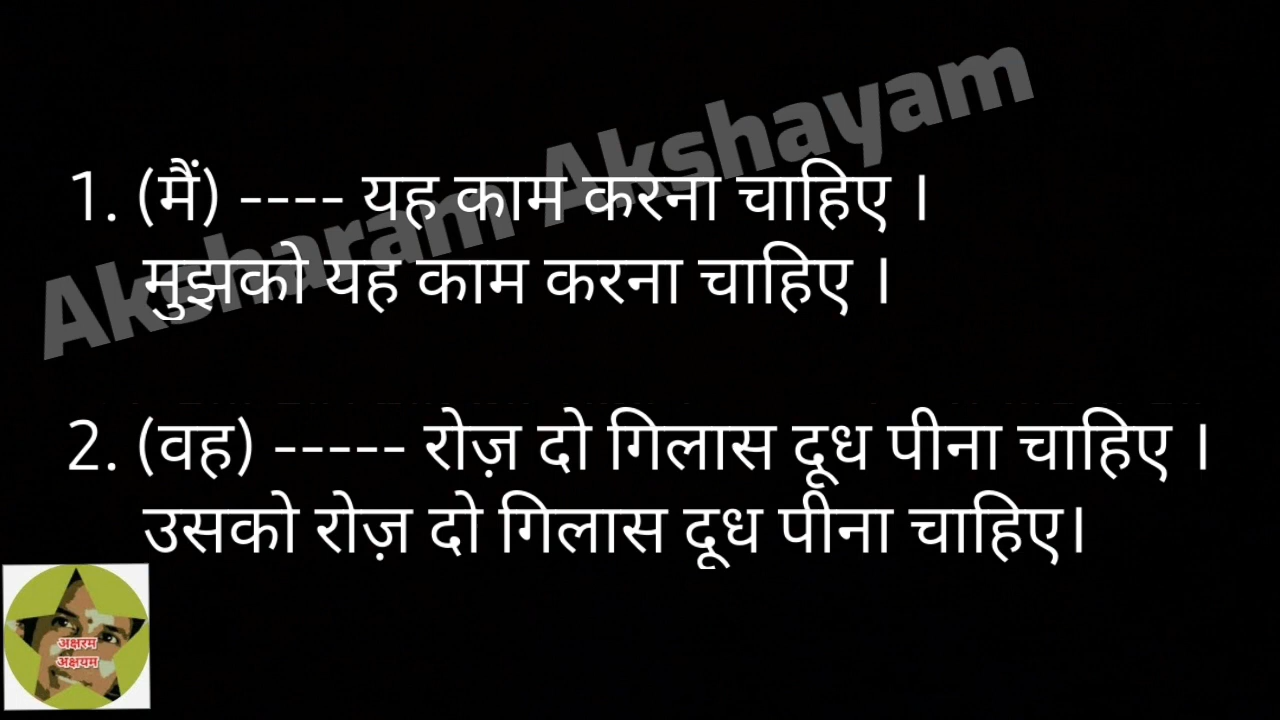 Aksharam Akshayam
1. (मैं) ---- यह काम करना चाहिए ।
मुझको यह काम करना चाहिए ।
2. (वह) ----- रोज़ दो गिलास दूध पीना चाहिए ।
उसको रोज़ दो गिलास दूध पीना चाहिए।
अक्षरम
अक्षयम